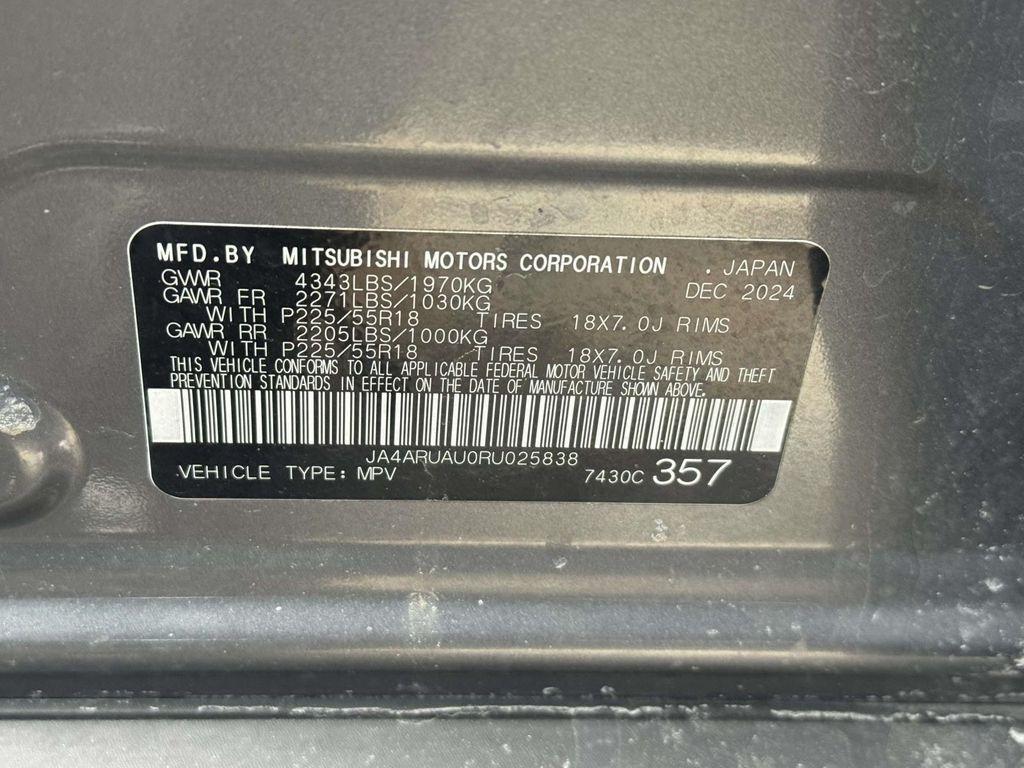 MFD.BY MITSUBISHI MOTORS CORPORATION . JAPAN
GVWR 4343LBS/1970KG DEC 2024
GAWR FR 2271LBS/1030KG
WITH P225/55R18 TIRES 18X7.0J RIMS
GAWR RR 2205LBS/1000KG
WITH P225/55R18 TIRES 18X7.0J RIMS
THIS VEHICLE CONFORMS TO ALL APPLICABLE FEDERAL MOTOR VEHICLE SAFETY AND THEFT
PREVENTION STANDARDS IN EFFECT ON THE DATE OF MANUFACTURE SHOWN ABOVE.
JA4ARUAU0RU025838
VEHICLE TYPE: MPV 7430C 357